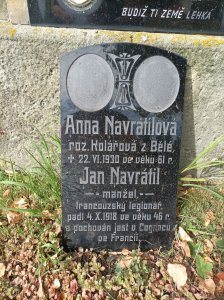 BUDIŽ TI ZEMĚ LEHKÁ
Anna Navrátilová
roz. Kolářová z Bělé,
† 22. VI. 1930 ve věku 61 r.
Jan Navrátil
manžel,
francouzský legionář,
padl 4. X. 1918 ve věku 46 r.
a pochován jest v Cognacu
ve Francii.